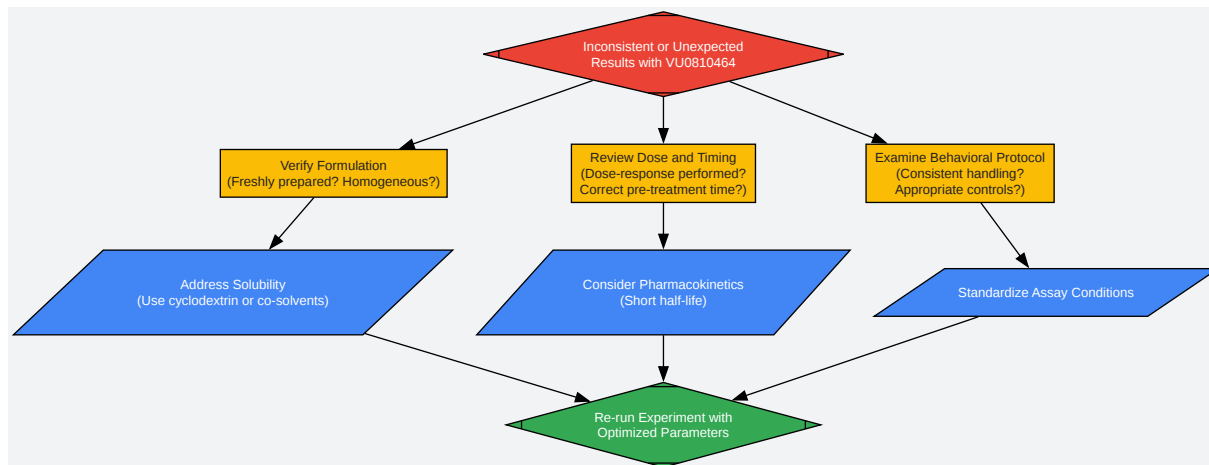 Inconsistent or Unexpected
Results with VU0810464
Verify Formulation
(Freshly prepared? Homogeneous?)
Review Dose and Timing
(Dose-response performed?
Correct pre-treatment time?)
Examine Behavioral Protocol
(Consistent handling?
Appropriate controls?)
Address Solubility
(Use cyclodextrin or co-solvents)
Consider Pharmacokinetics
(Short half-life)
Standardize Assay Conditions
Re-run Experiment with
Optimized Parameters